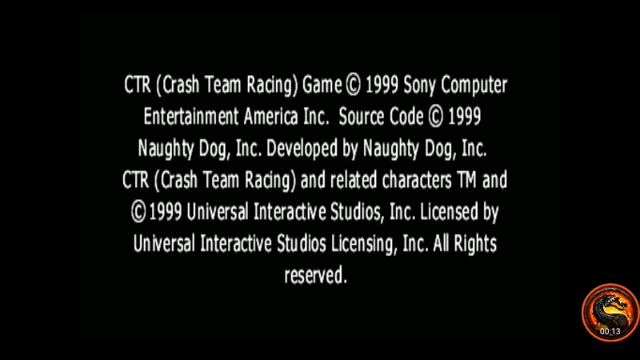 CTR (Crash Team Racing) Game © 1999 Sony Computer
Entertainment America Inc.  Source Code © 1999
Naughty Dog, Inc. Developed by Naughty Dog, Inc.
CTR (Crash Team Racing) and related characters TM and
©1999 Universal Interactive Studios, Inc. Licensed by
Universal Interactive Studios Licensing, Inc. All Rights
reserved.
00:13